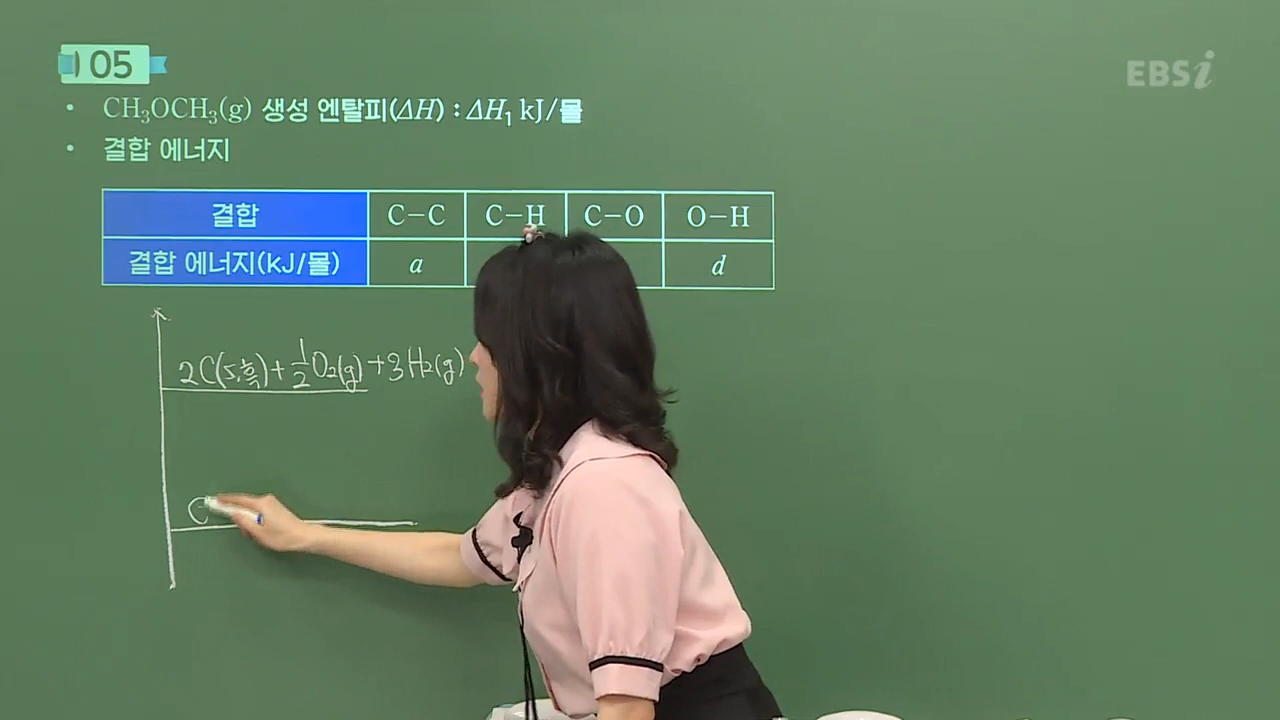 05
EBSi
• CH₃OCH₃(g) 생성 엔탈피(ΔH) : ΔH₁ kJ/몰
• 결합 에너지
결합 C−C C−H C−O O−H
결합 에너지(kJ/몰) a d
2C(s,흑)+½O₂(g)+3H₂(g)
C